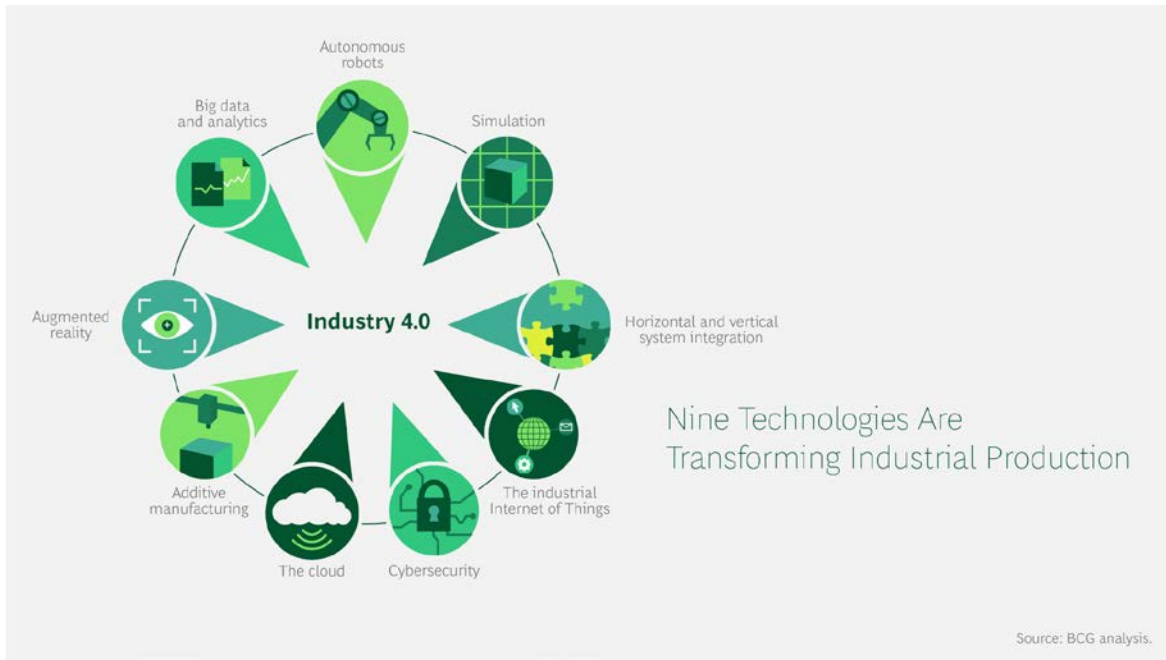 Autonomous
robots
Big data
and analytics
Simulation
Augmented
reality
Industry 4.0
Horizontal and vertical
system integration
Nine Technologies Are
Transforming Industrial Production
Additive
manufacturing
The industrial
Internet of Things
The cloud
Cybersecurity
Source: BCG analysis.